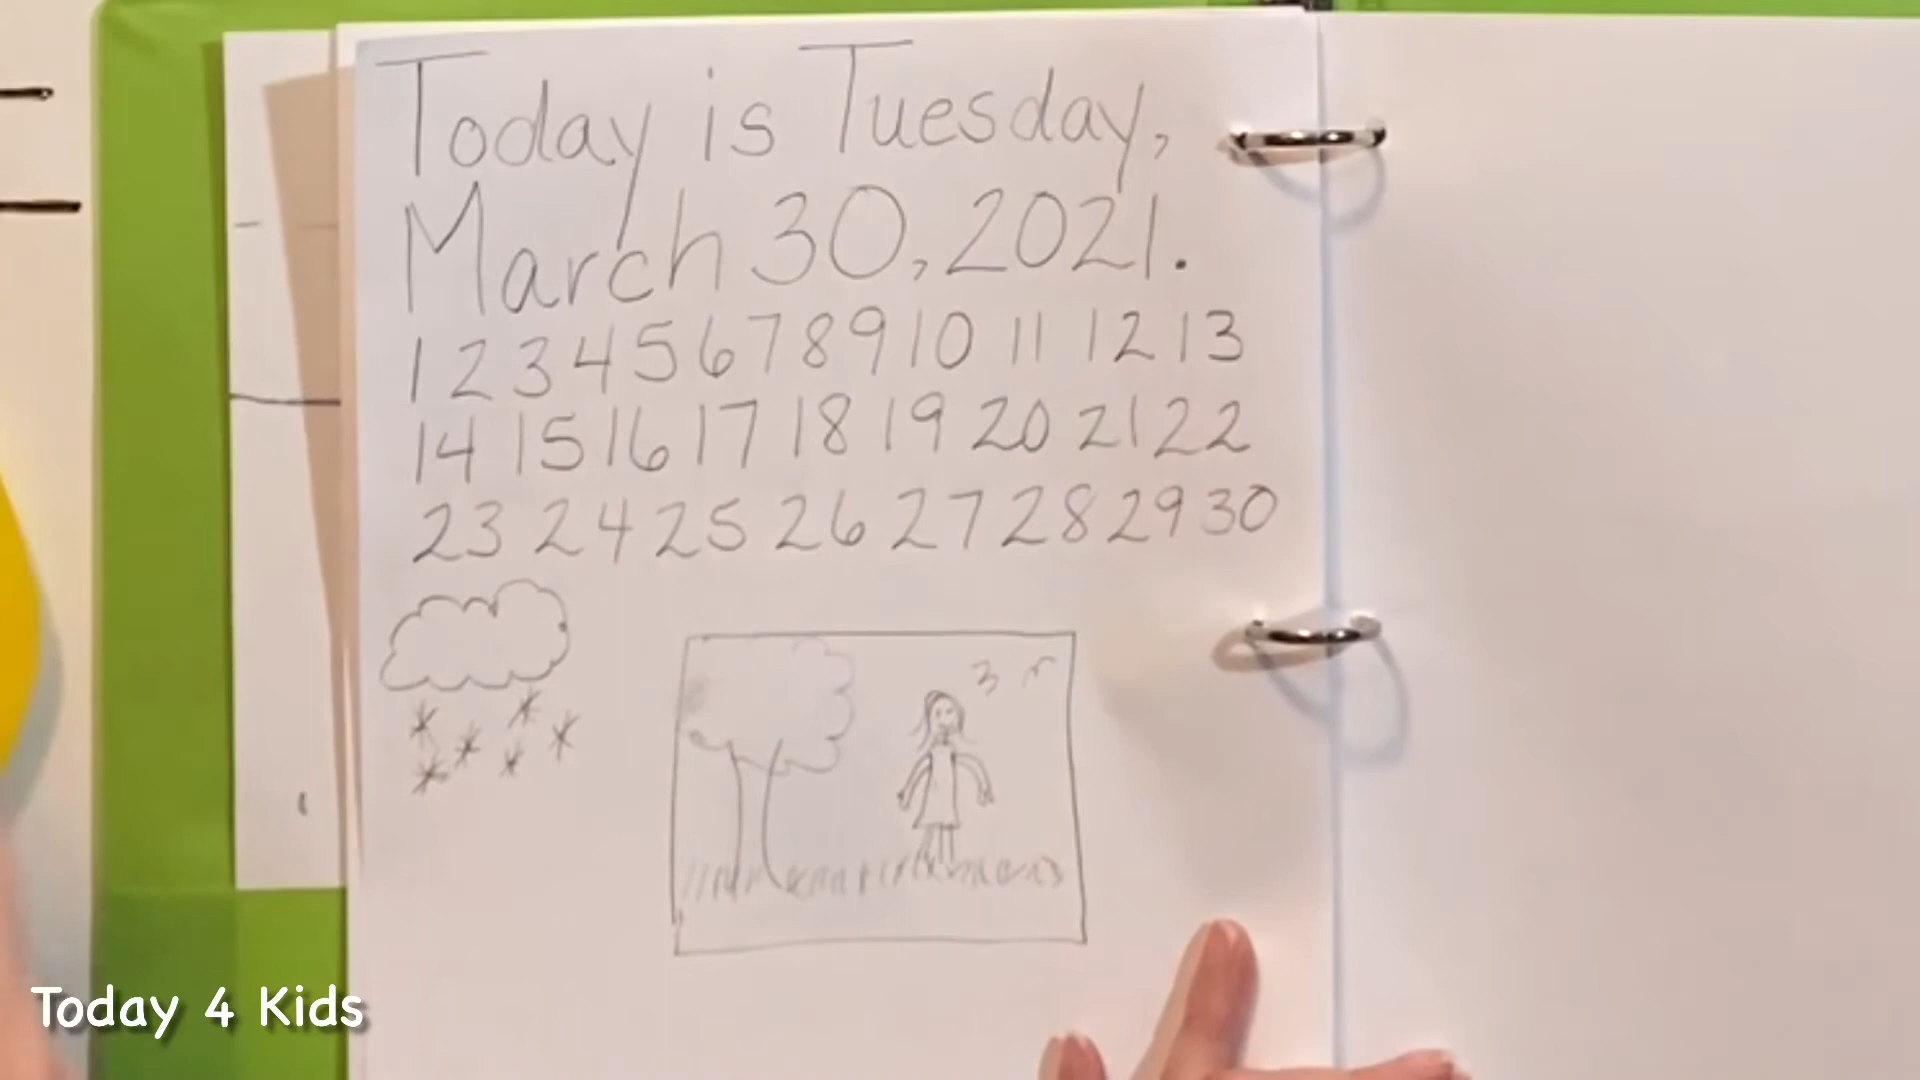 Today is Tuesday,
March 30, 2021.
1 2 3 4 5 6 7 8 9 10 11 12 13
14 15 16 17 18 19 20 21 22
23 24 25 26 27 28 29 30
Today 4 Kids